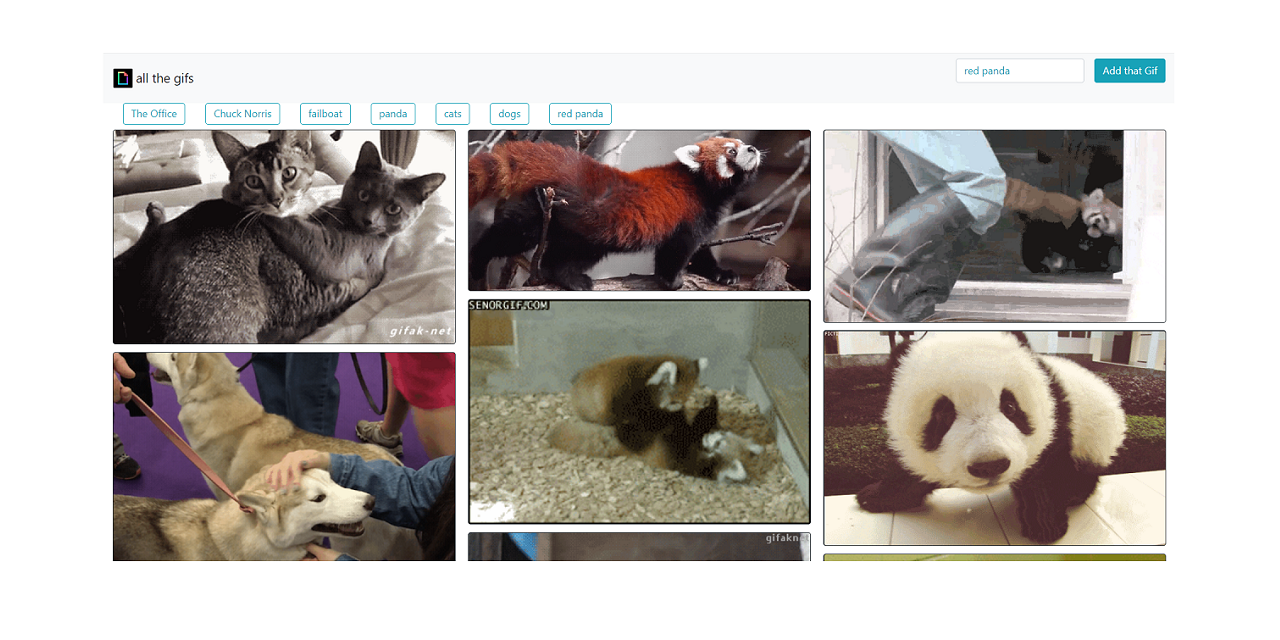 all the gifs
red panda
Add that Gif
The Office
Chuck Norris
failboat
panda
cats
dogs
red panda
gifak-net
SENORGIF.COM